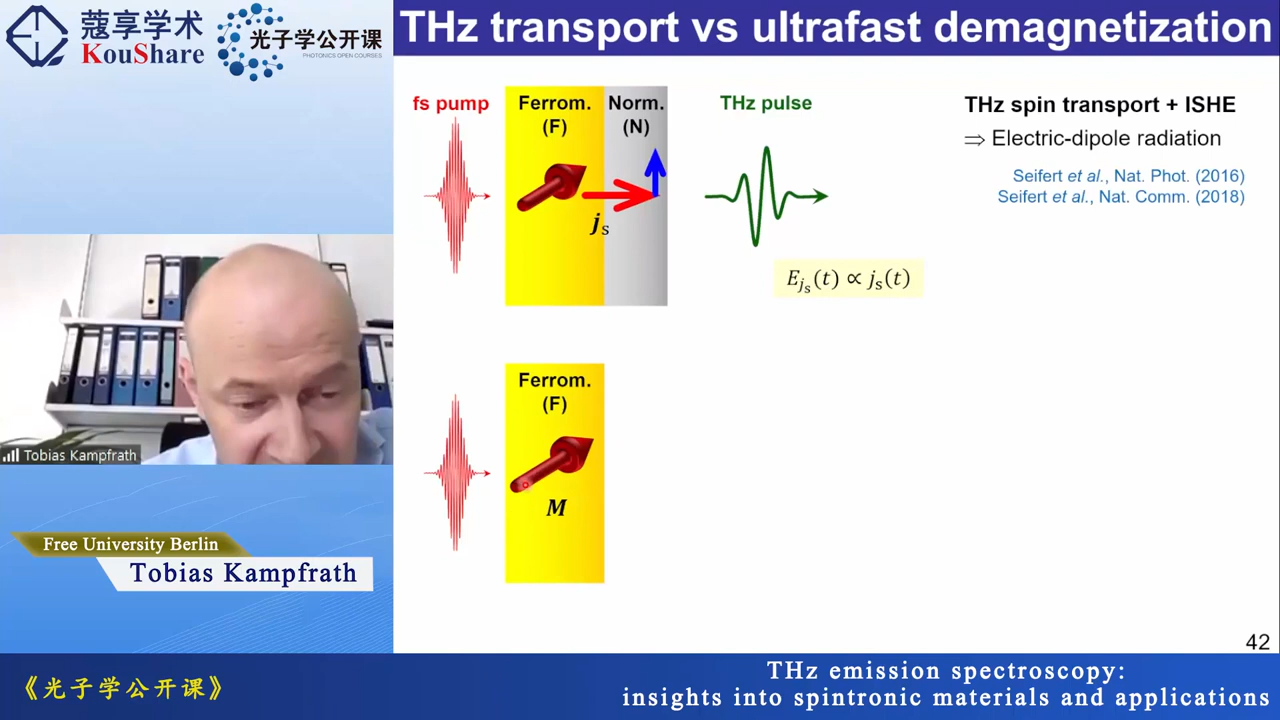 蔻享学术
KouShare
光子学公开课
PHOTONICS OPEN COURSES
THz transport vs ultrafast demagnetization
fs pump
Ferrom.
(F)
Norm.
(N)
THz pulse
THz spin transport + ISHE
⇒ Electric-dipole radiation
Seifert et al., Nat. Phot. (2016)
Seifert et al., Nat. Comm. (2018)
js
Ejs(t) ∝ js(t)
Ferrom.
(F)
M
Tobias Kampfrath
Free University Berlin
Tobias Kampfrath
42
《光子学公开课》
THz emission spectroscopy:
insights into spintronic materials and applications